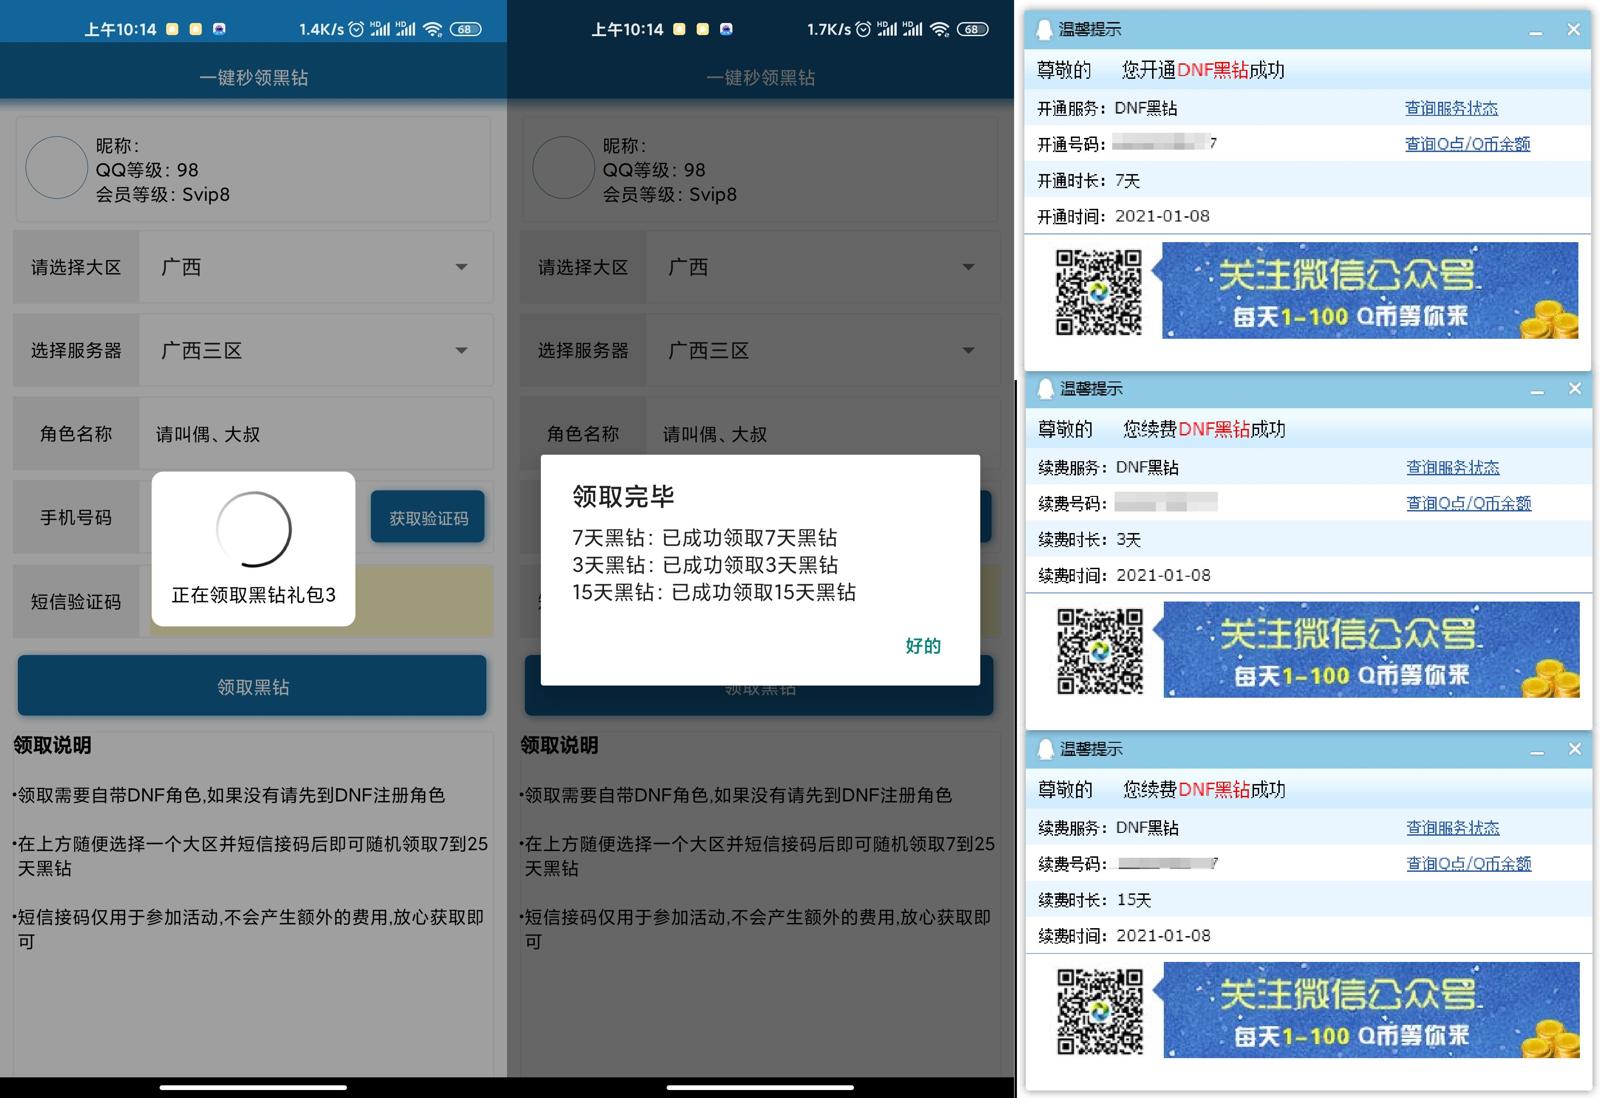 上午10:14
1.4K/s
68
一键秒领黑钻
昵称：
QQ等级：98
会员等级：Svip8
请选择大区
广西
选择服务器
广西三区
角色名称
请叫偶、大叔
手机号码
获取验证码
短信验证码
正在领取黑钻礼包3
领取黑钻
领取说明
•领取需要自带DNF角色,如果没有请先到DNF注册角色
•在上方随便选择一个大区并短信接码后即可随机领取7到25
天黑钻
•短信接码仅用于参加活动,不会产生额外的费用,放心获取即
可
上午10:14
1.7K/s
68
一键秒领黑钻
昵称：
QQ等级：98
会员等级：Svip8
请选择大区
广西
选择服务器
广西三区
角色名称
请叫偶、大叔
领取完毕
7天黑钻：已成功领取7天黑钻
3天黑钻：已成功领取3天黑钻
15天黑钻：已成功领取15天黑钻
好的
领取黑钻
领取说明
•领取需要自带DNF角色,如果没有请先到DNF注册角色
•在上方随便选择一个大区并短信接码后即可随机领取7到25
天黑钻
•短信接码仅用于参加活动,不会产生额外的费用,放心获取即
可
温馨提示
尊敬的 您开通DNF黑钻成功
开通服务：DNF黑钻 查询服务状态
开通号码： 7 查询Q点/Q币余额
开通时长：7天
开通时间：2021-01-08
关注微信公众号
每天1-100 Q币等你来
温馨提示
尊敬的 您续费DNF黑钻成功
续费服务：DNF黑钻 查询服务状态
续费号码： 查询Q点/Q币余额
续费时长：3天
续费时间：2021-01-08
关注微信公众号
每天1-100 Q币等你来
温馨提示
尊敬的 您续费DNF黑钻成功
续费服务：DNF黑钻 查询服务状态
续费号码： 7 查询Q点/Q币余额
续费时长：15天
续费时间：2021-01-08
关注微信公众号
每天1-100 Q币等你来